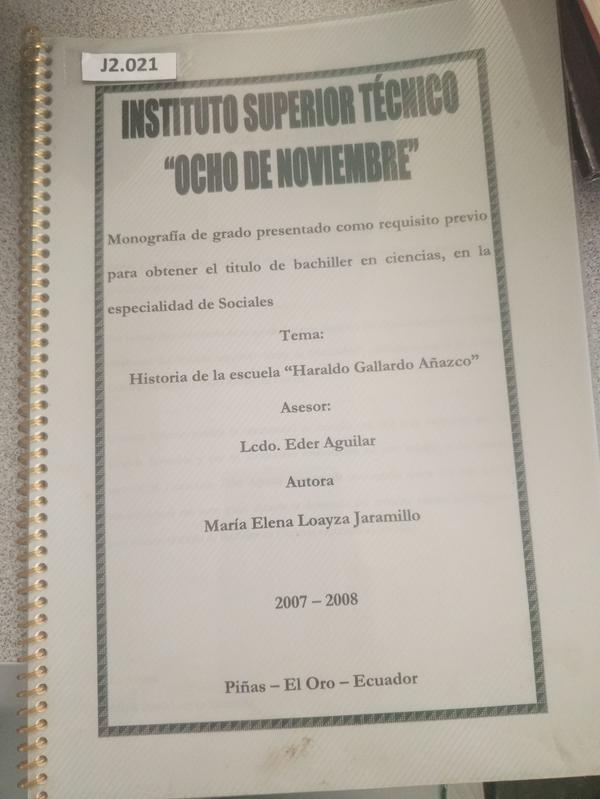 J2.021
INSTITUTO SUPERIOR TÉCNICO
“OCHO DE NOVIEMBRE”
Monografía de grado presentado como requisito previo
para obtener el titulo de bachiller en ciencias, en la
especialidad de Sociales
Tema:
Historia de la escuela “Haraldo Gallardo Añazco”
Asesor:
Lcdo. Eder Aguilar
Autora
María Elena Loayza Jaramillo
2007 – 2008
Piñas – El Oro – Ecuador